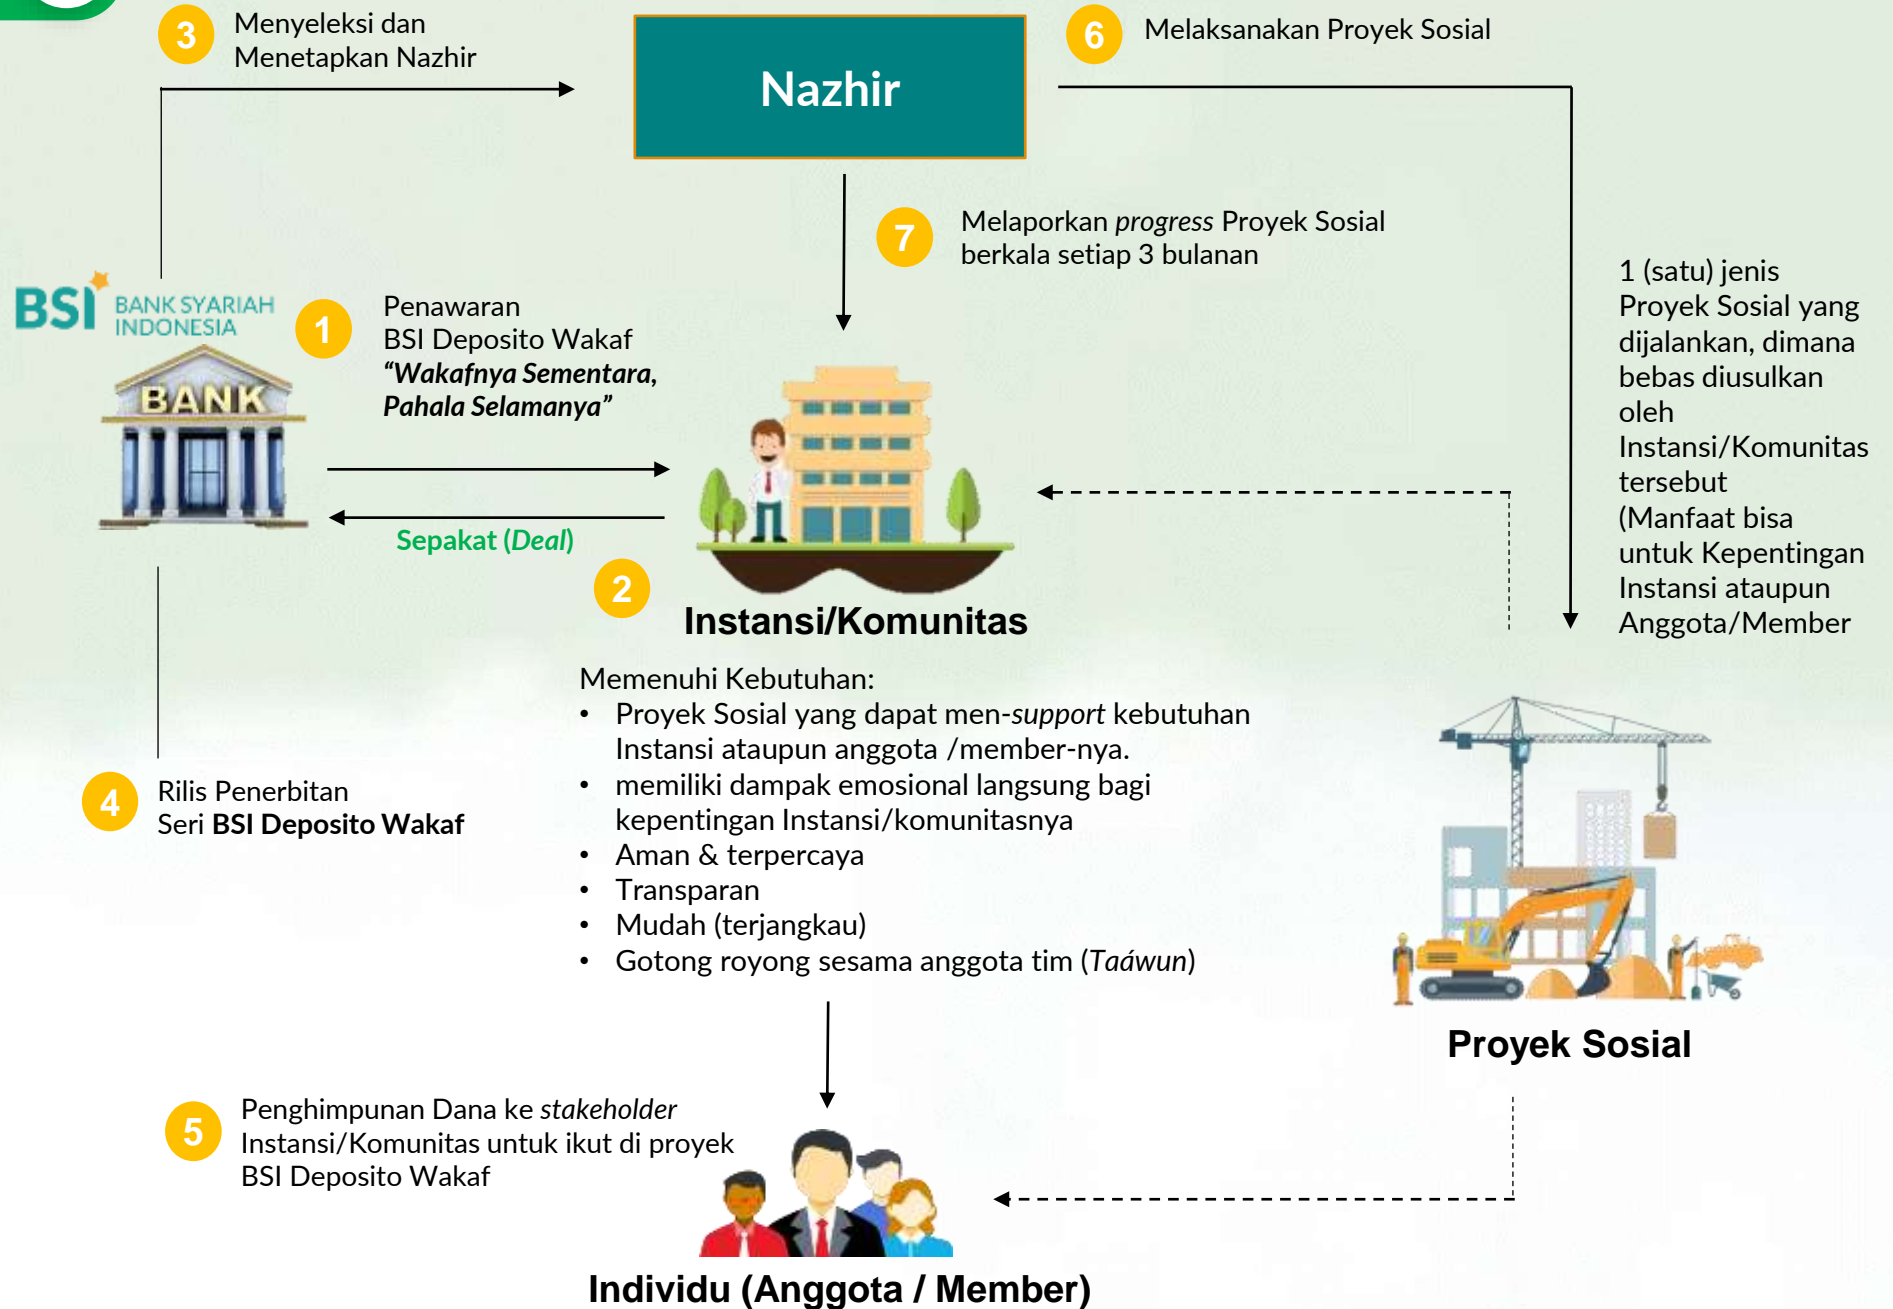 3
Menyeleksi dan
Menetapkan Nazhir
Nazhir
6
Melaksanakan Proyek Sosial
7
Melaporkan progress Proyek Sosial
berkala setiap 3 bulanan
BSI BANK SYARIAH
INDONESIA
BANK
1
Penawaran
BSI Deposito Wakaf
“Wakafnya Sementara,
Pahala Selamanya”
Sepakat (Deal)
2
Instansi/Komunitas
1 (satu) jenis
Proyek Sosial yang
dijalankan, dimana
bebas diusulkan
oleh
Instansi/Komunitas
tersebut
(Manfaat bisa
untuk Kepentingan
Instansi ataupun
Anggota/Member
Memenuhi Kebutuhan:
• Proyek Sosial yang dapat men-support kebutuhan
Instansi ataupun anggota /member-nya.
• memiliki dampak emosional langsung bagi
kepentingan Instansi/komunitasnya
• Aman & terpercaya
• Transparan
• Mudah (terjangkau)
• Gotong royong sesama anggota tim (Taáwun)
4
Rilis Penerbitan
Seri BSI Deposito Wakaf
Proyek Sosial
5
Penghimpunan Dana ke stakeholder
Instansi/Komunitas untuk ikut di proyek
BSI Deposito Wakaf
Individu (Anggota / Member)